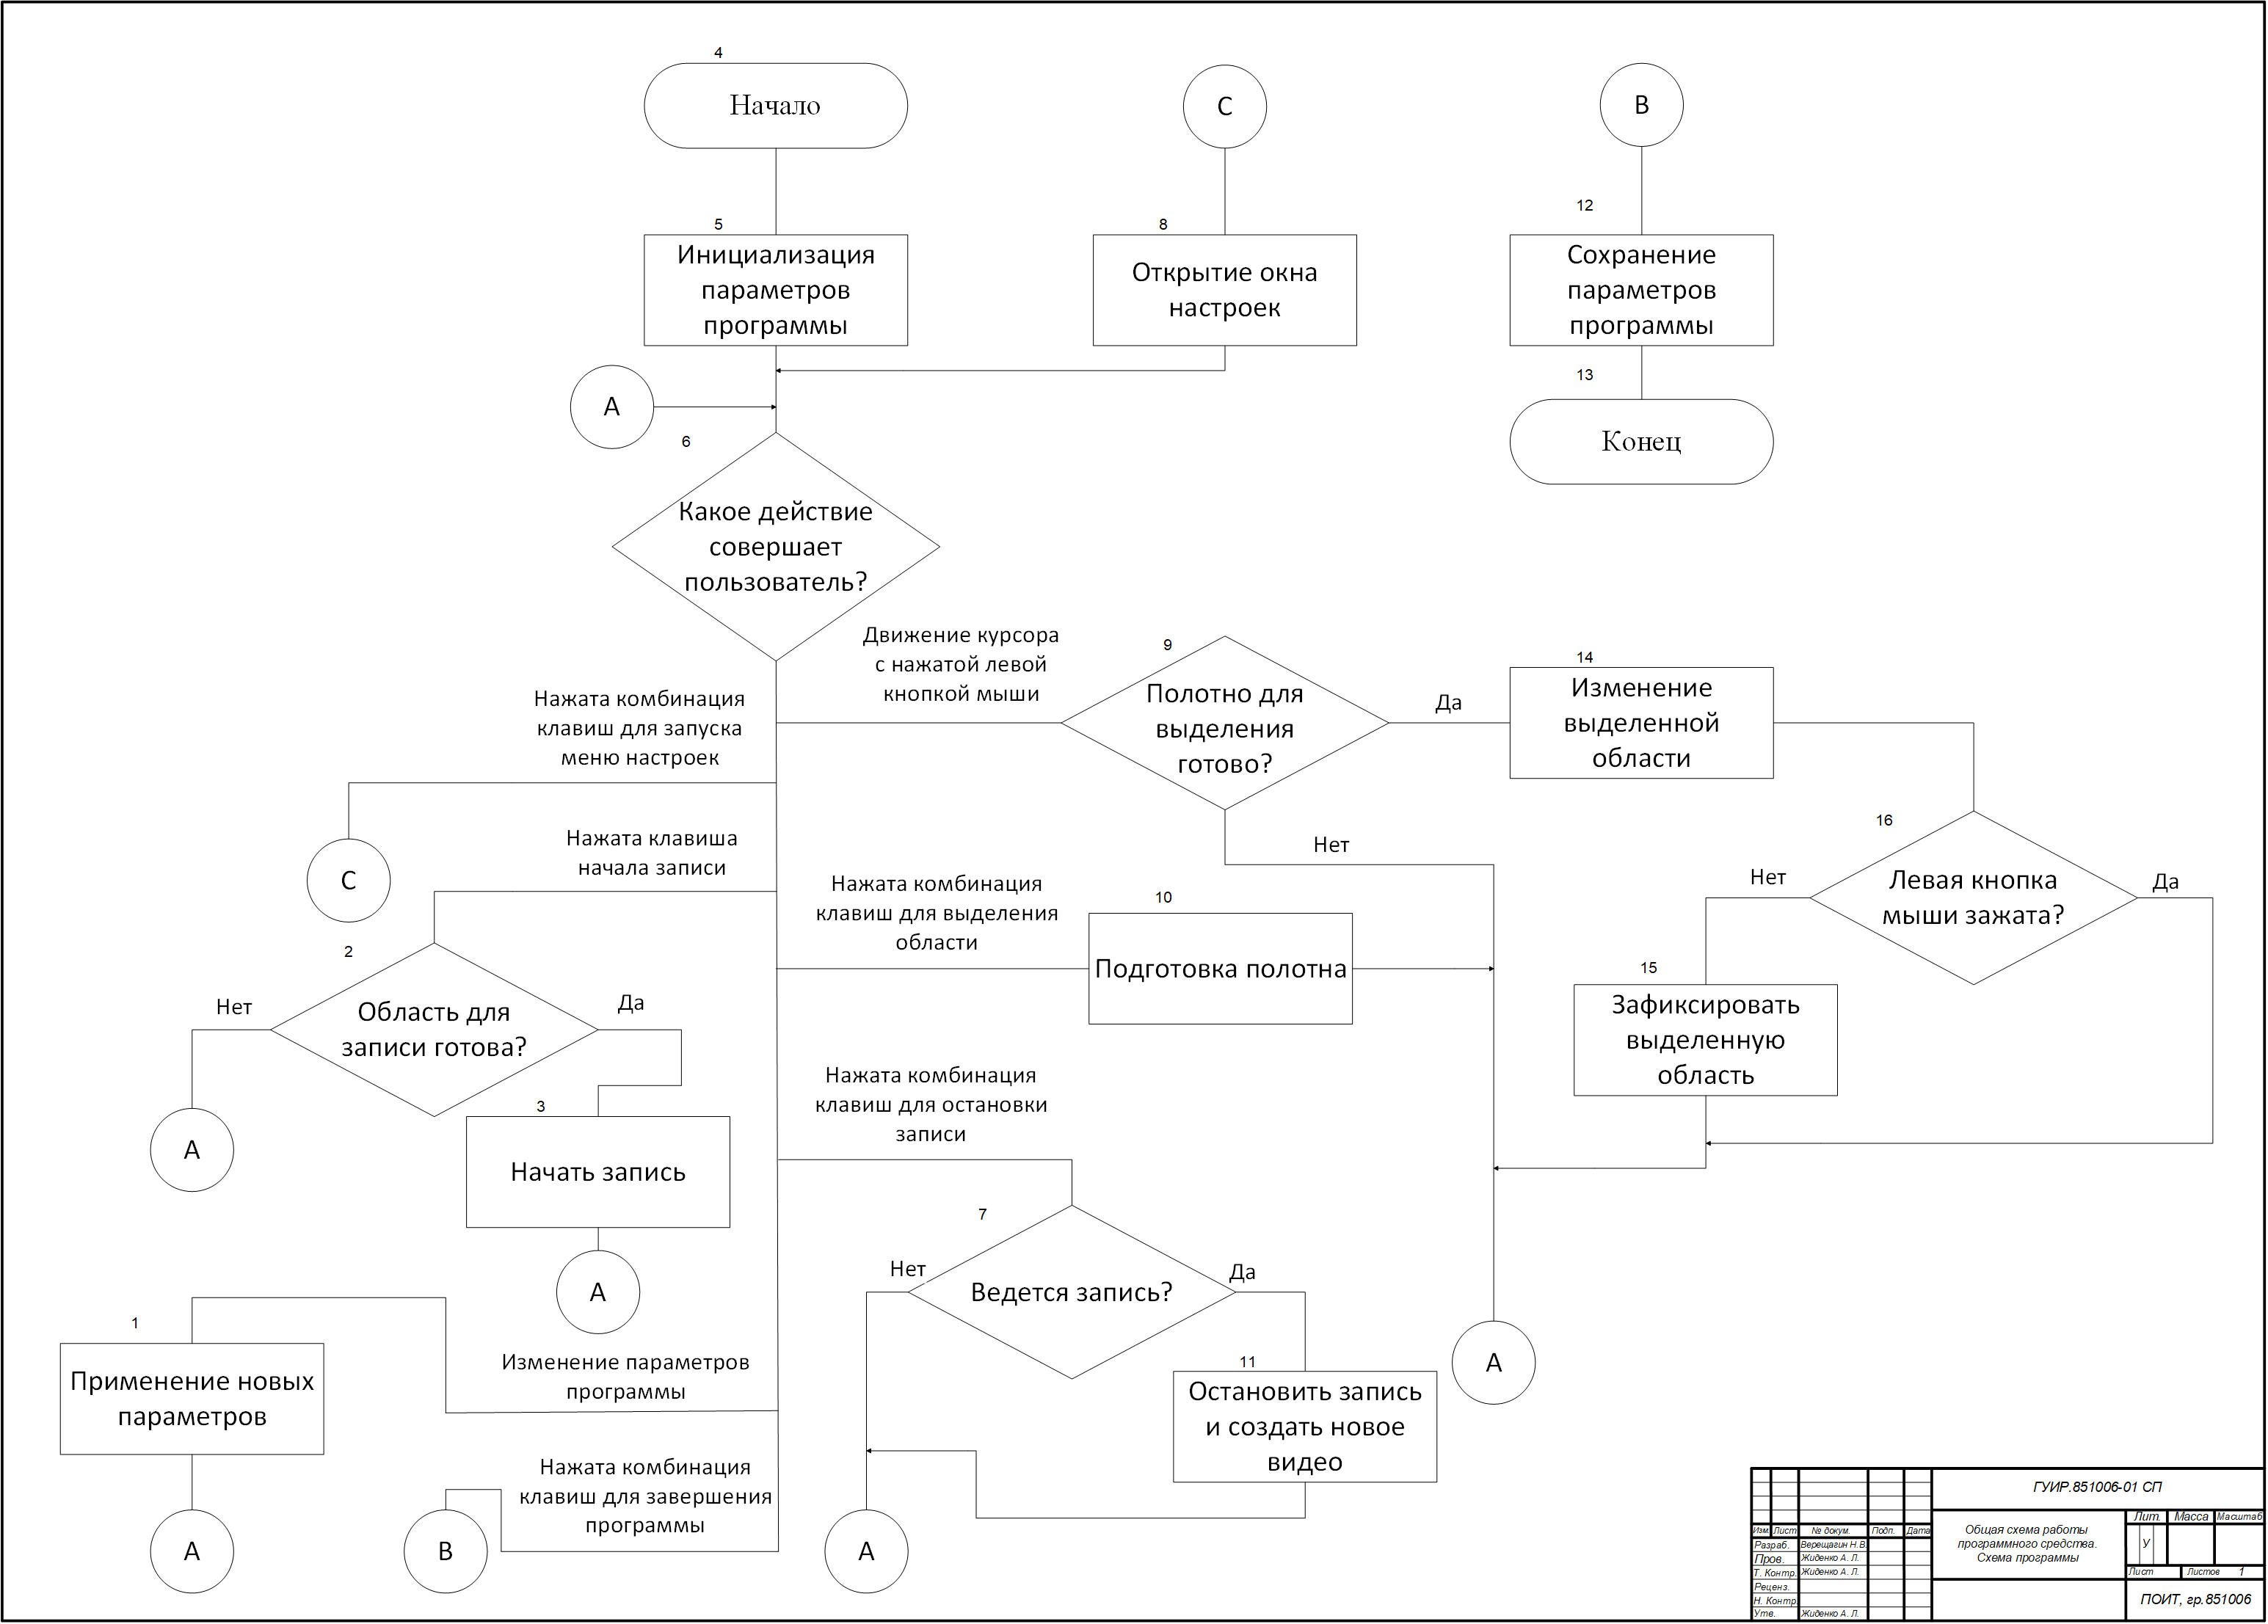 4
Начало
C
B
5
Инициализация
параметров
программы
8
Открытие окна
настроек
12
Сохранение
параметров
программы
A
13
Конец
6
Какое действие
совершает
пользователь?
Движение курсора
с нажатой левой
кнопкой мыши
9
Полотно для
выделения
готово?
Да
Нет
14
Изменение
выделенной
области
Нажата комбинация
клавиш для запуска
меню настроек
C
Нажата клавиша
начала записи
16
Левая кнопка
мыши зажата?
Нет
Да
Нажата комбинация
клавиш для выделения
области
10
Подготовка полотна
2
Область для
записи готова?
Нет
Да
A
15
Зафиксировать
выделенную
область
3
Начать запись
A
Нажата комбинация
клавиш для остановки
записи
7
Ведется запись?
Нет
Да
1
Применение новых
параметров
A
Изменение параметров
программы
11
Остановить запись
и создать новое
видео
A
Нажата комбинация
клавиш для завершения
программы
B
A
ГУИР.851006-01 СП
Изм. Лист № докум. Подп. Дата
Разраб. Верещагин Н.В.
Пров. Жиденко А. Л.
Т. Контр. Жиденко А. Л.
Реценз.
Н. Контр.
Утв. Жиденко А. Л.
Общая схема работы
программного средства.
Схема программы
Лит. Масса Масштаб
У
Лист Листов 1
ПОИТ, гр.851006